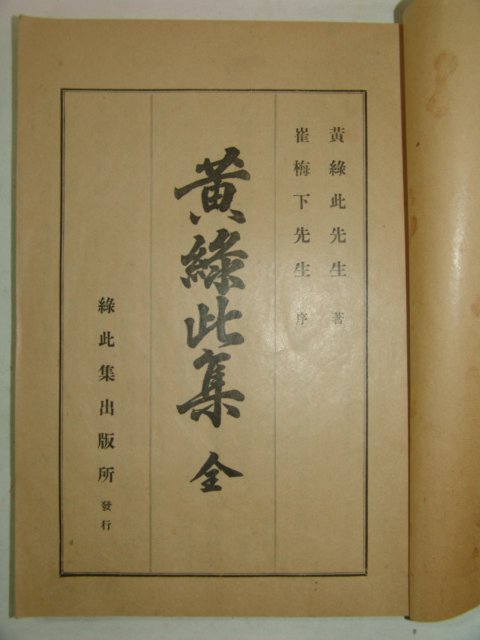 黃綠此先生 著
崔梅下先生 序
黃綠此集 全
綠此集出版所 發行